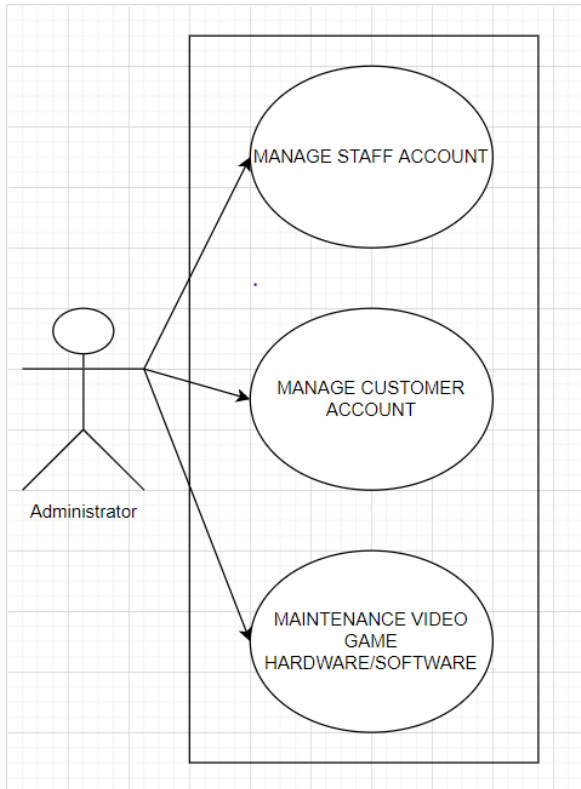 MANAGE STAFF ACCOUNT
MANAGE CUSTOMER
ACCOUNT
Administrator
MAINTENANCE VIDEO
GAME
HARDWARE/SOFTWARE